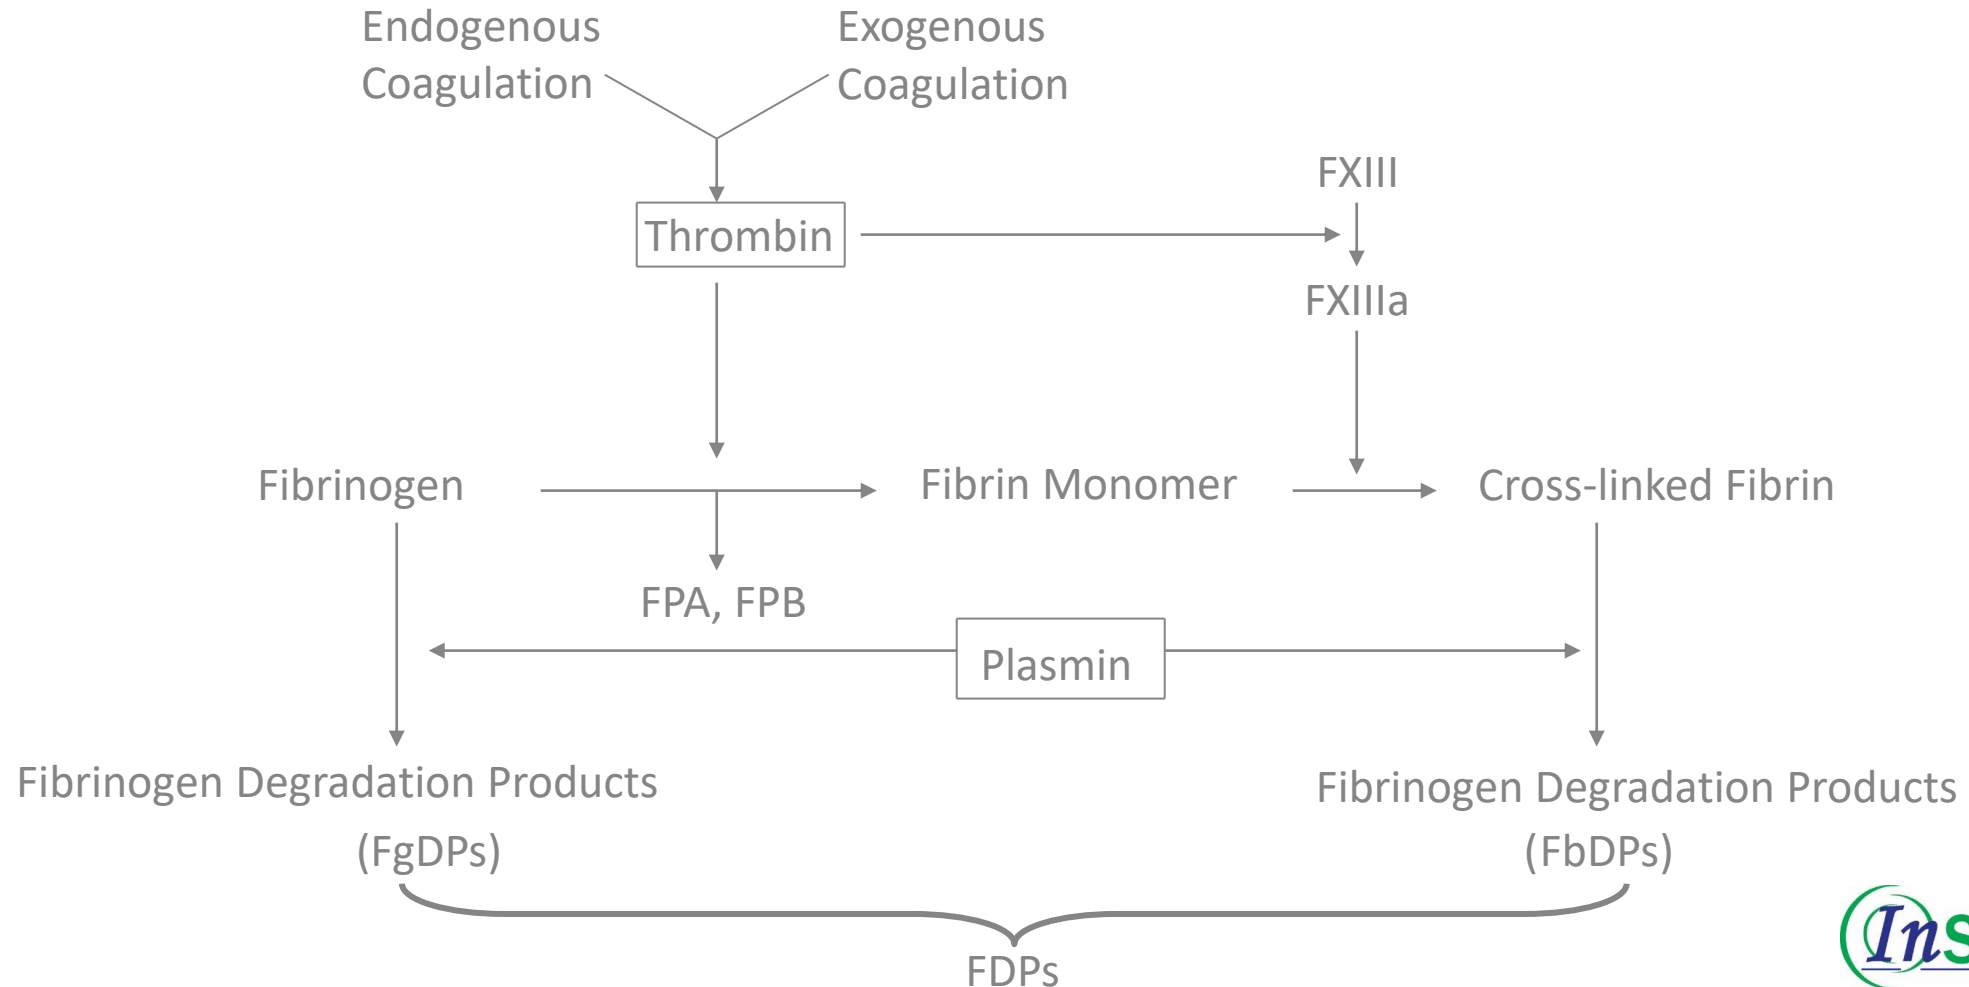 Endogenous
Coagulation
Exogenous
Coagulation
FXIII
Thrombin
FXIIIa
Fibrinogen
Fibrin Monomer
Cross-linked Fibrin
FPA, FPB
Plasmin
Fibrinogen Degradation Products
(FgDPs)
Fibrinogen Degradation Products
(FbDPs)
FDPs
InS